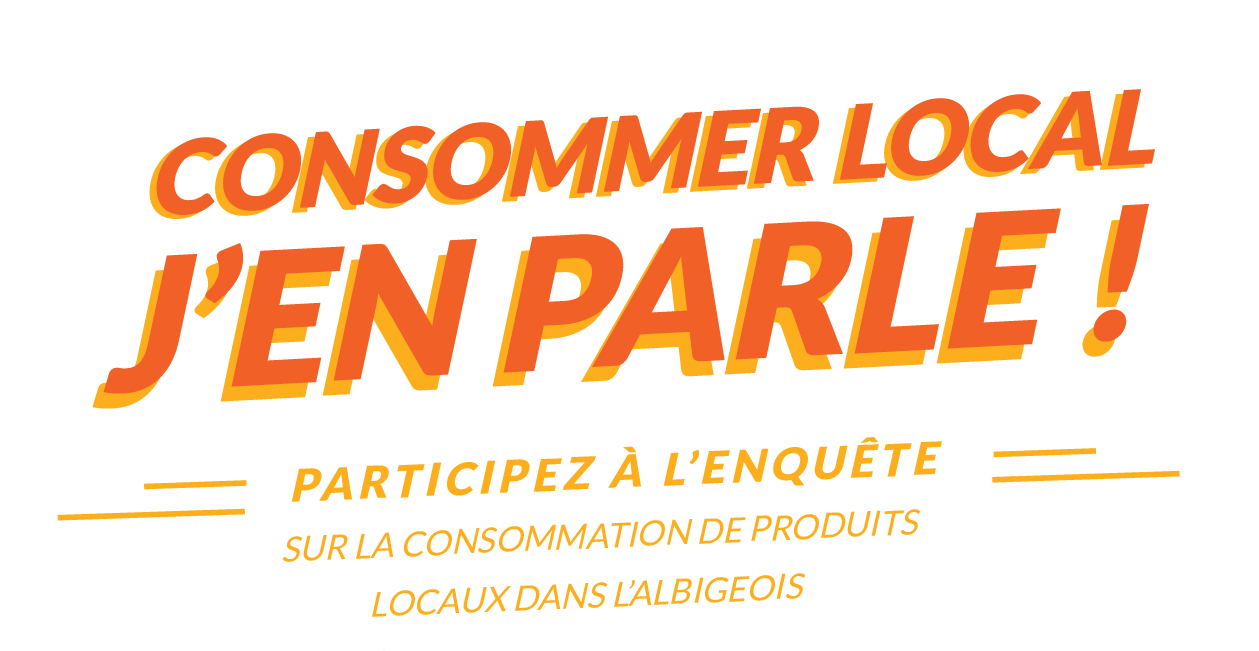 CONSOMMER LOCAL
J'EN PARLE !
PARTICIPEZ À L'ENQUÊTE
SUR LA CONSOMMATION DE PRODUITS
LOCAUX DANS L'ALBIGEOIS